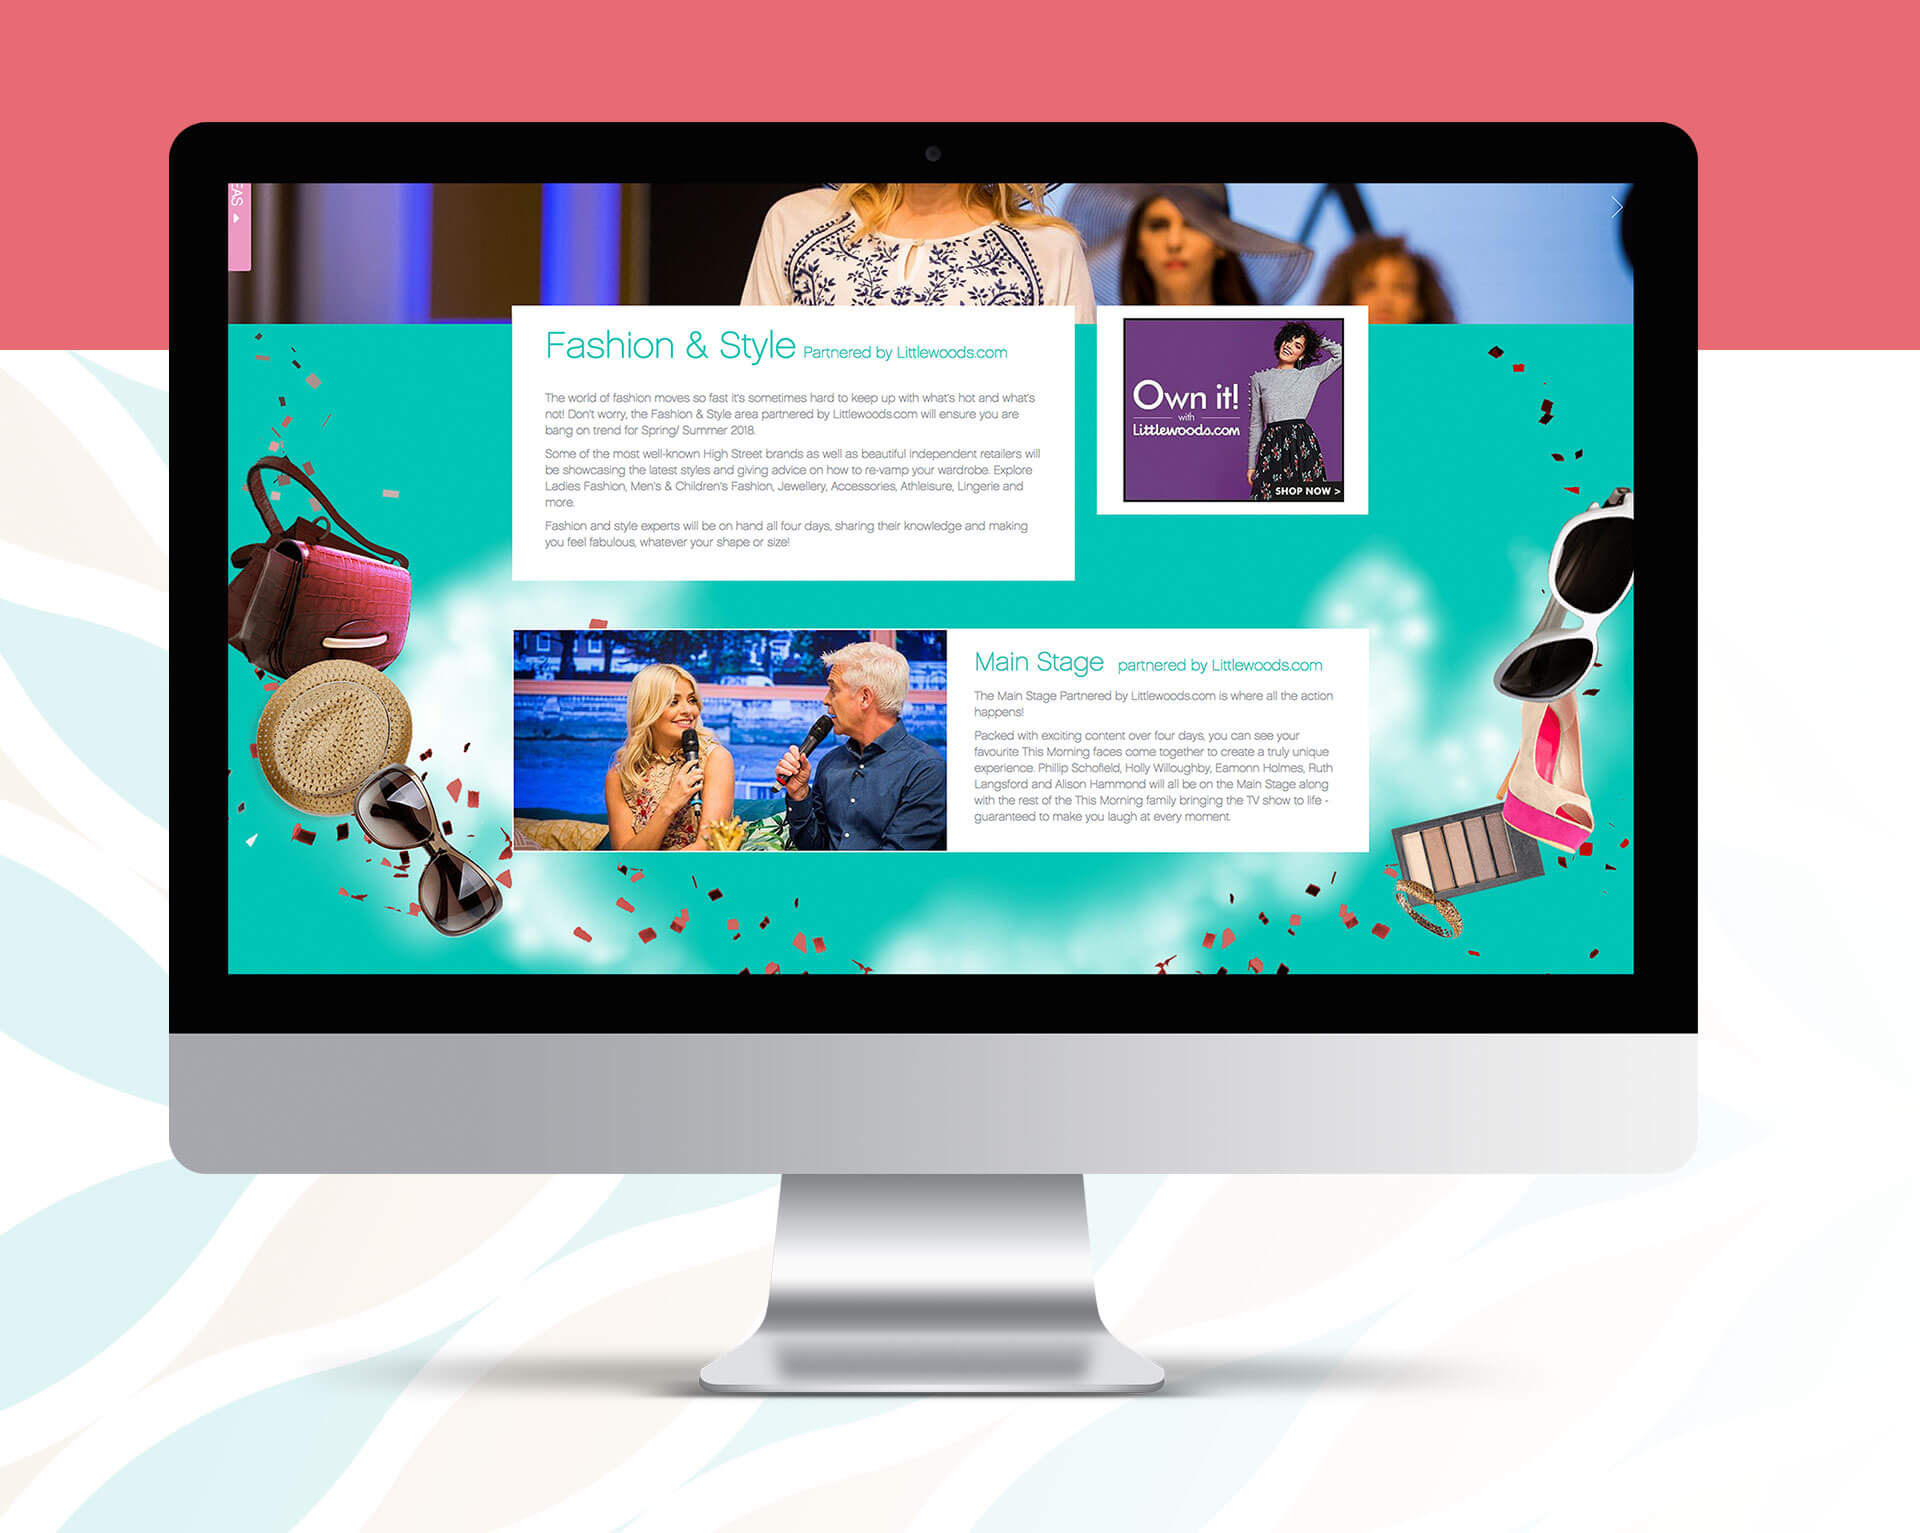 EAS
Fashion & Style Partnered by Littlewoods.com
The world of fashion moves so fast it's sometimes hard to keep up with what's hot and what's
not! Don't worry, the Fashion & Style area partnered by Littlewoods.com will ensure you are
bang on trend for Spring/ Summer 2018.
Some of the most well-known High Street brands as well as beautiful independent retailers will
be showcasing the latest styles and giving advice on how to re-vamp your wardrobe. Explore
Ladies Fashion, Men's & Children's Fashion, Jewellery, Accessories, Athleisure, Lingerie and
more.
Fashion and style experts will be on hand all four days, sharing their knowledge and making
you feel fabulous, whatever your shape or size!
Own it!
with
Littlewoods.com
SHOP NOW >
Main Stage partnered by Littlewoods.com
The Main Stage Partnered by Littlewoods.com is where all the action
happens!
Packed with exciting content over four days, you can see your
favourite This Morning faces come together to create a truly unique
experience. Phillip Schofield, Holly Willoughby, Eamonn Holmes, Ruth
Langsford and Alison Hammond will all be on the Main Stage along
with the rest of the This Morning family bringing the TV show to life -
guaranteed to make you laugh at every moment.